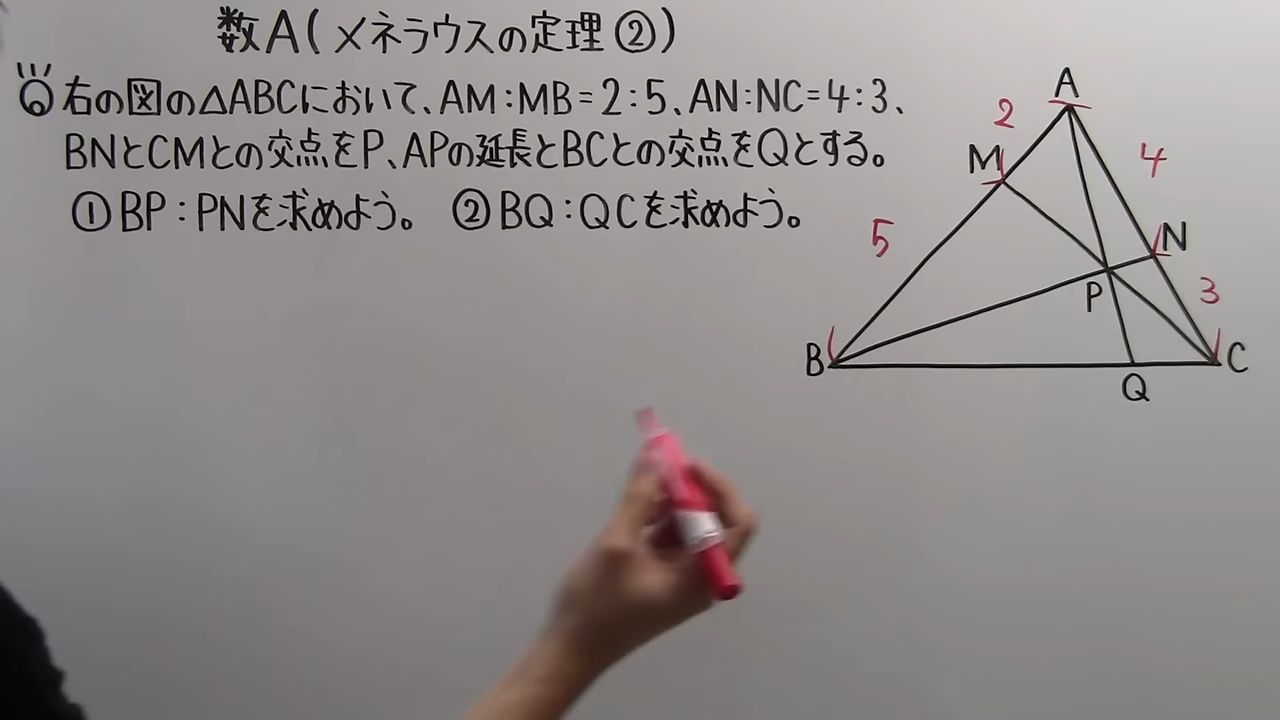 数A(メネラウスの定理②)
右の図の△ABCにおいて、AM:MB=2:5、AN:NC=4:3、
BNとCMとの交点をP、APの延長とBCとの交点をQとする。
①BP:PNを求めよう。 ②BQ:QCを求めよう。
A
2
M
4
5
N
P
3
B
C
Q